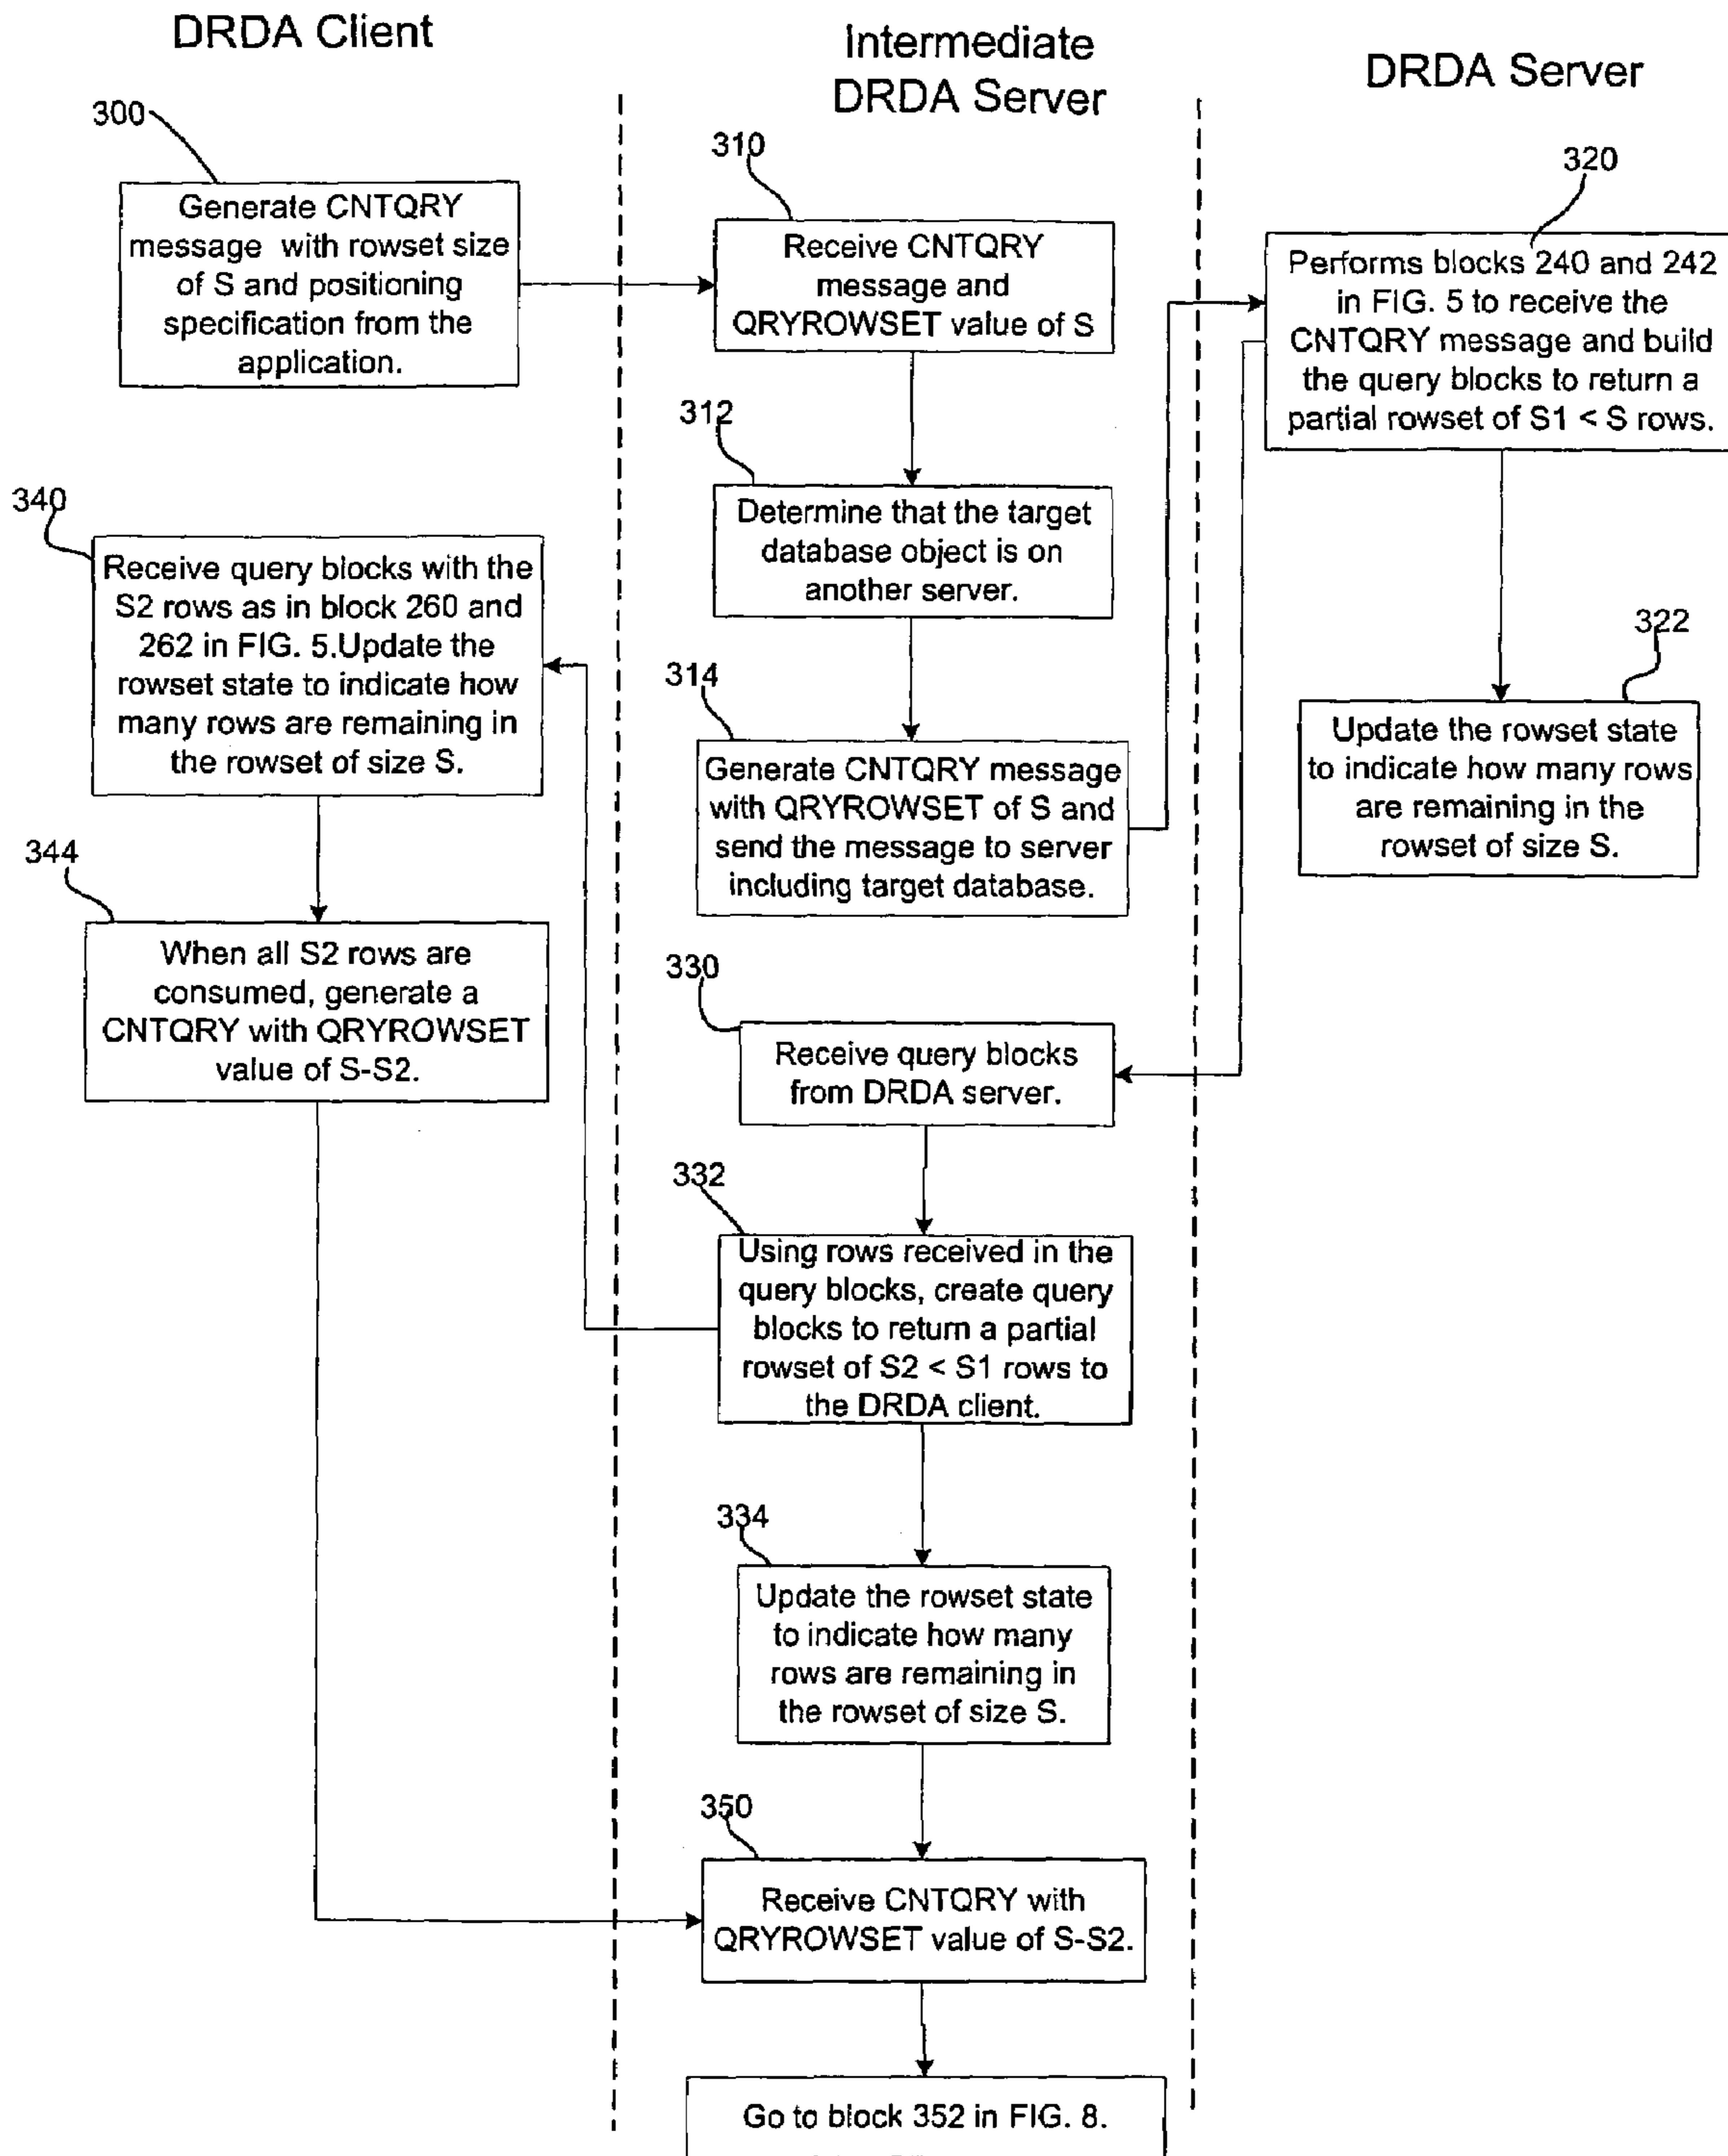 DRDA Client
300
Generate CNTQRY
message with rowset size
of S and positioning
specification from the
application.
340
Receive query blocks with the
S2 rows as in block 260 and
262 in FIG. 5.Update the
rowset state to indicate how
many rows are remaining in
the rowset of size S.
344
When all S2 rows are
consumed, generate a
CNTQRY with QRYROWSET
value of S-S2.
Intermediate
DRDA Server
310
Receive CNTQRY
message and
QRYROWSET value of S
312
Determine that the target
database object is on
another server.
314
Generate CNTQRY message
with QRYROWSET of S and
send the message to server
including target database.
330
Receive query blocks
from DRDA server.
332
Using rows received in the
query blocks, create query
blocks to return a partial
rowset of S2 < S1 rows to
the DRDA client.
334
Update the rowset state
to indicate how many
rows are remaining in
the rowset of size S.
350
Receive CNTQRY with
QRYROWSET value of S-S2.
Go to block 352 in FIG. 8.
DRDA Server
320
Performs blocks 240 and 242
in FIG. 5 to receive the
CNTQRY message and build
the query blocks to return a
partial rowset of S1 < S rows.
322
Update the rowset state
to indicate how many rows
are remaining in the
rowset of size S.